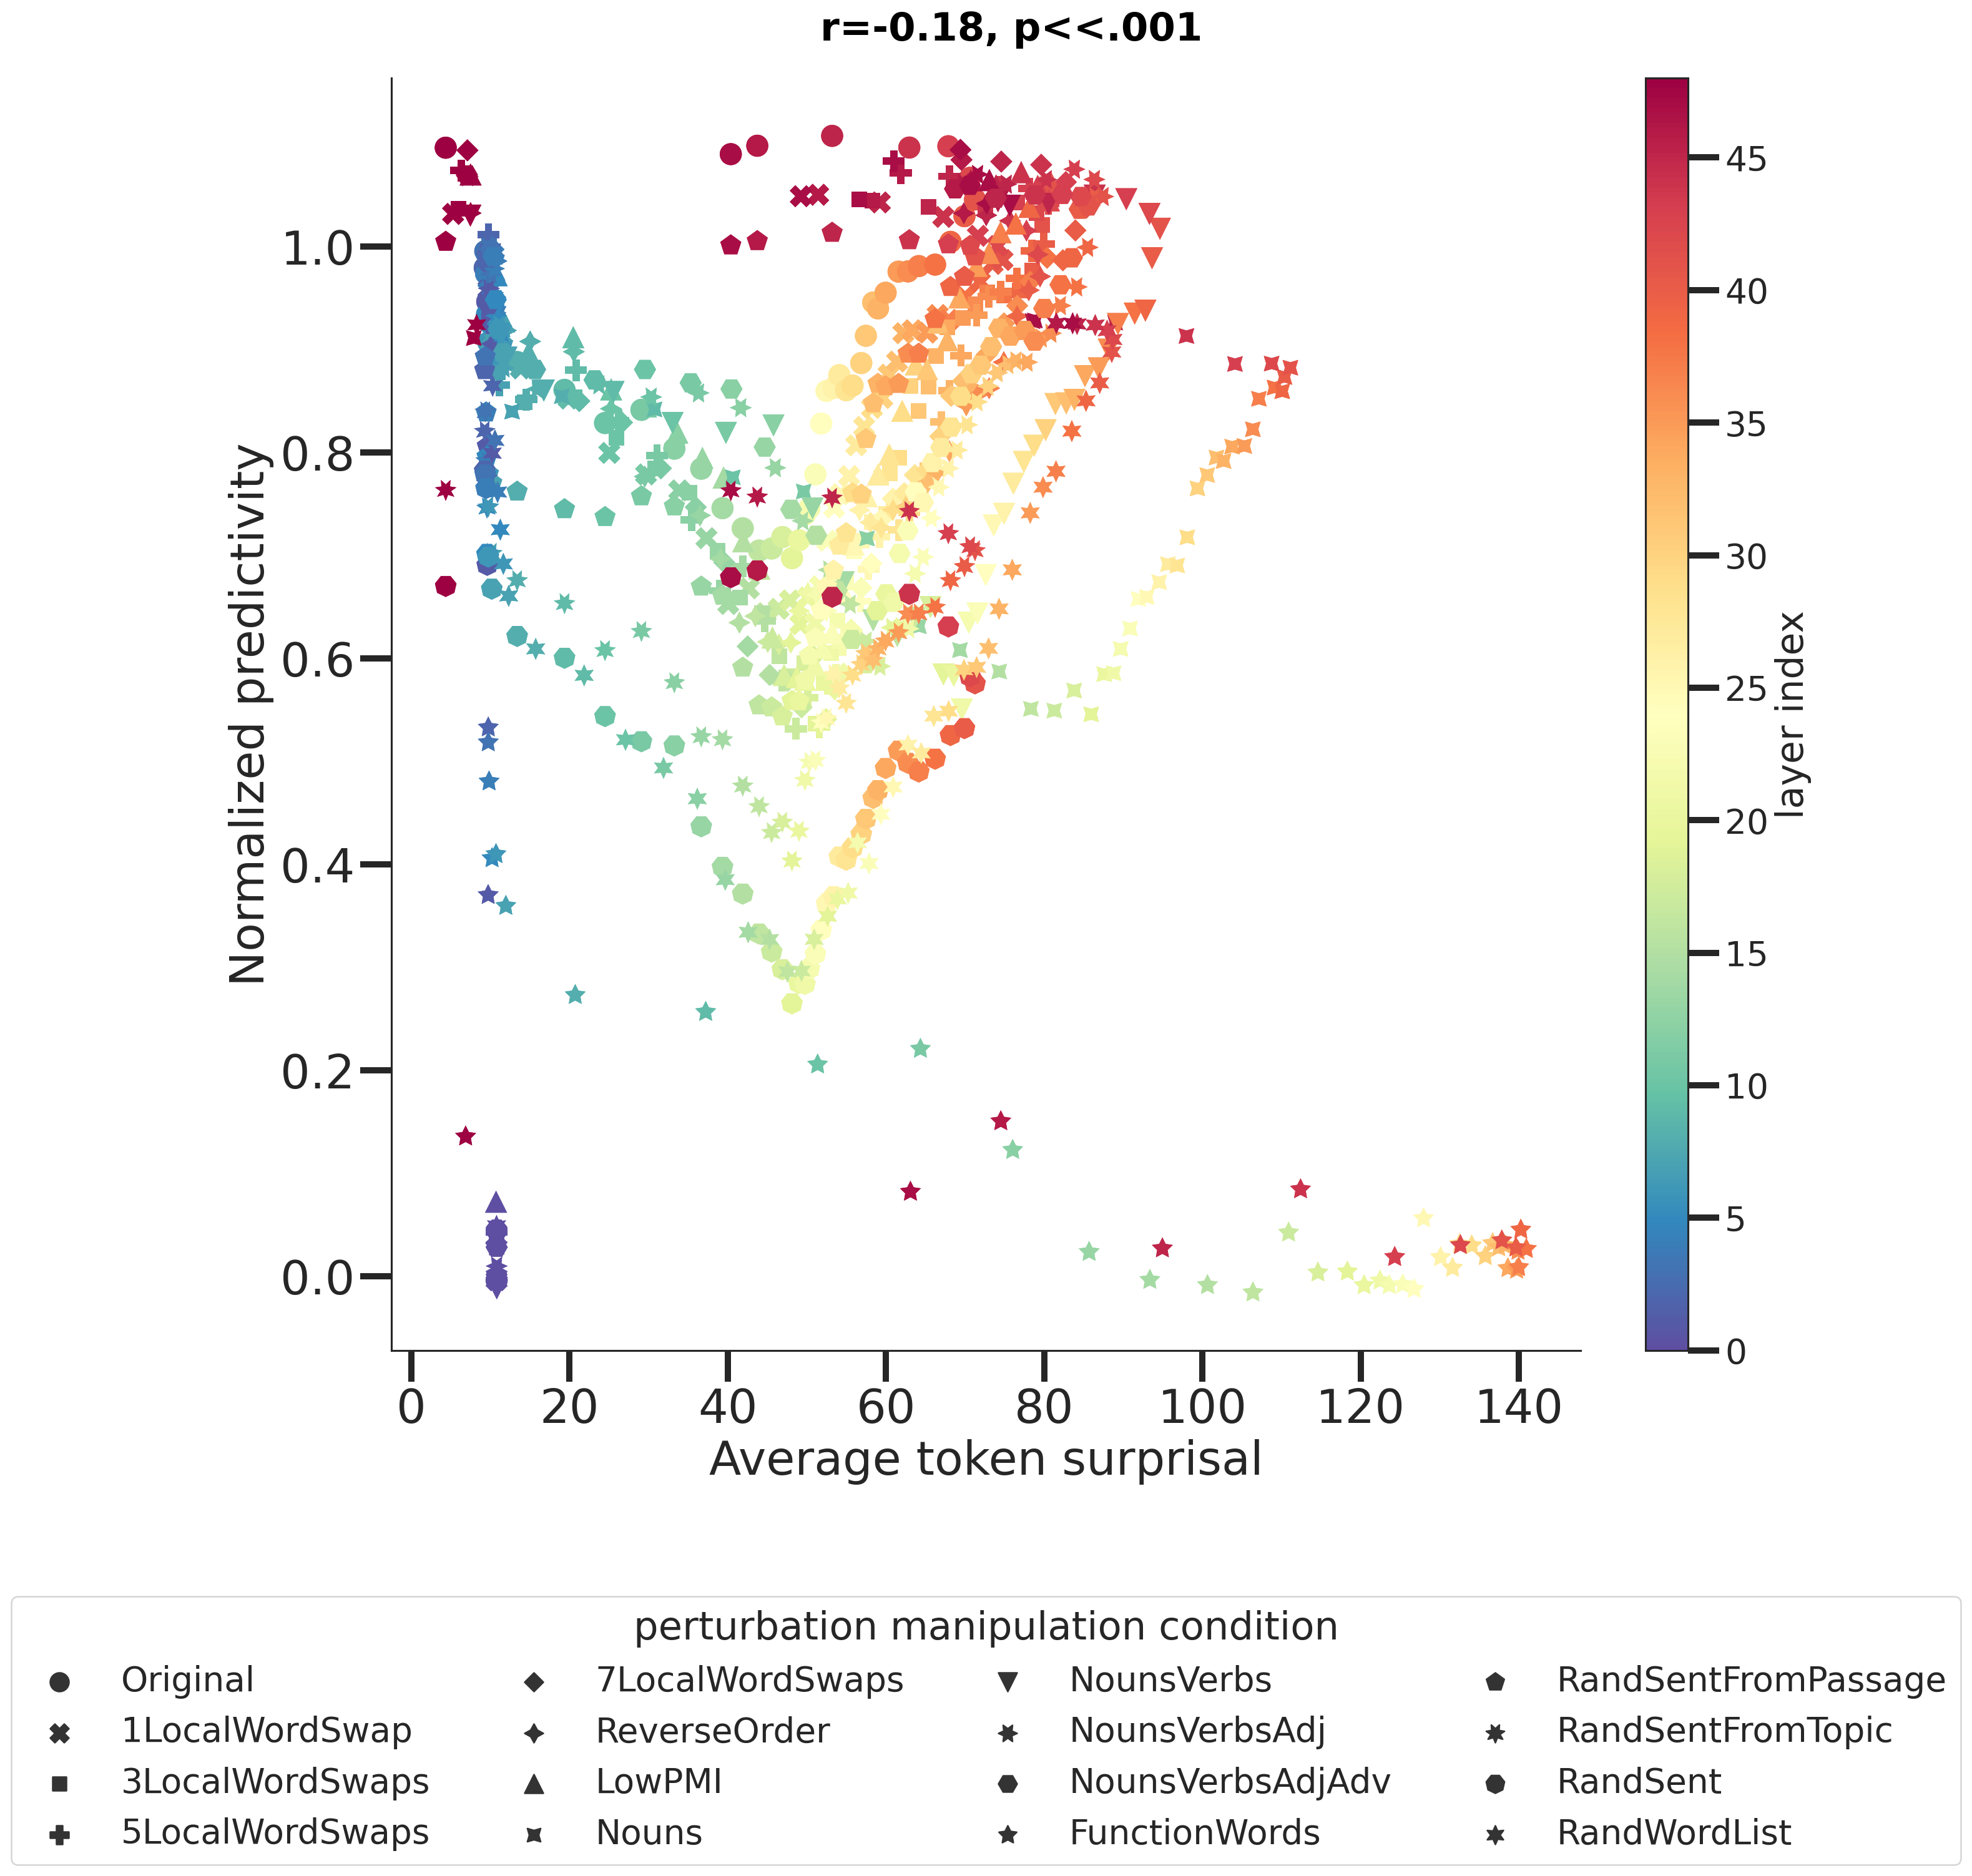 r=-0.18, p<<.001
Normalized predictivity
1.0
0.8
0.6
0.4
0.2
0.0
0 20 40 60 80 100 120 140
Average token surprisal
45
40
35
30
25
20
15
10
5
0
layer index
perturbation manipulation condition
Original
1LocalWordSwap
3LocalWordSwaps
5LocalWordSwaps
7LocalWordSwaps
ReverseOrder
LowPMI
Nouns
NounsVerbs
NounsVerbsAdj
NounsVerbsAdjAdv
FunctionWords
RandSentFromPassage
RandSentFromTopic
RandSent
RandWordList